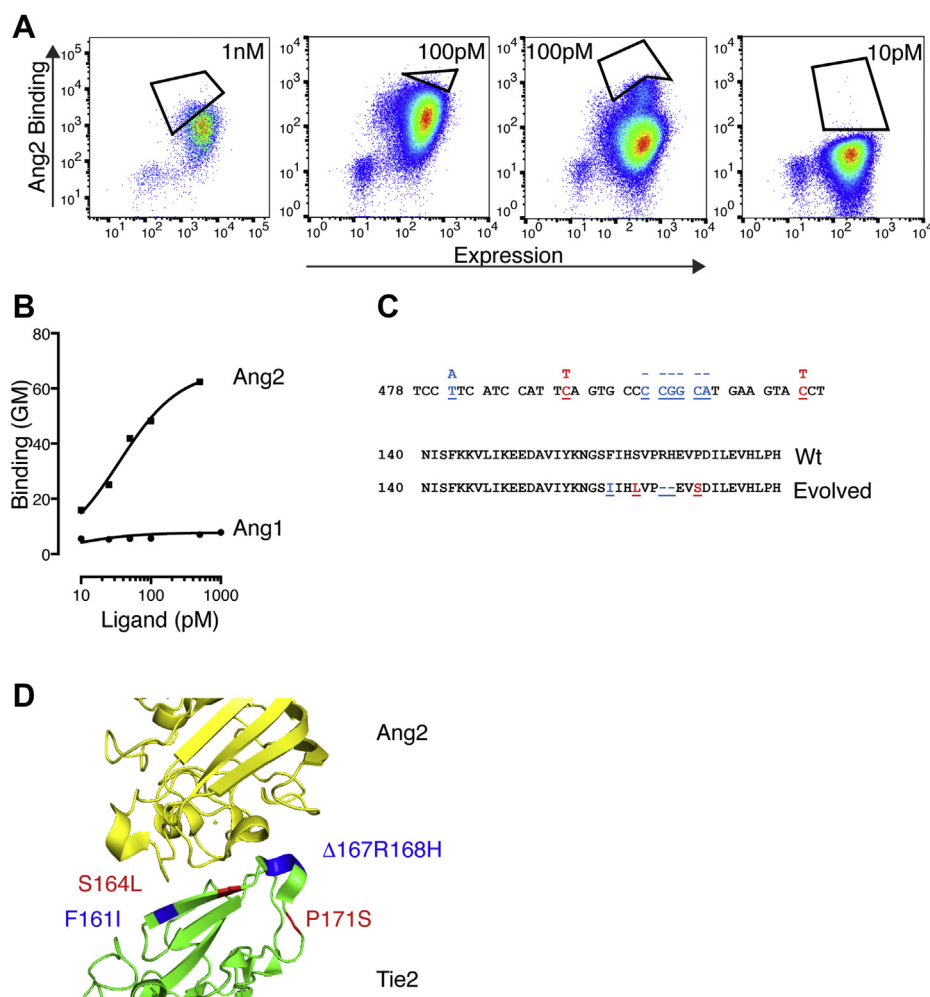 A
Ang2 Binding
1nM
10^5
10^4
10^3
10^2
10^1
10^1 10^2 10^3 10^4 10^5
100pM
10^4
10^3
10^2
10^1
10^0
10^0 10^1 10^2 10^3 10^4
100pM
10^4
10^3
10^2
10^1
10^0
10^0 10^1 10^2 10^3 10^4
10pM
10^4
10^3
10^2
10^1
10^0
10^0 10^1 10^2 10^3 10^4
Expression
B
Binding (GM)
80
60
40
20
0
Ang2
Ang1
10 100 1000
Ligand (pM)
C
A T - --- -- T
478 TCC TTC ATC CAT TCA GTG CCC CGG CAT GAA GTA CCT
140 NISFKKVLIKEEDAVIYKNGSFIHSVPRHEVPDILEVHLPH Wt
140 NISFKKVLIKEEDAVIYKNGSIIHLVP--EVSDILEVHLPH Evolved
D
Ang2
Δ167R168H
S164L
F161I
P171S
Tie2